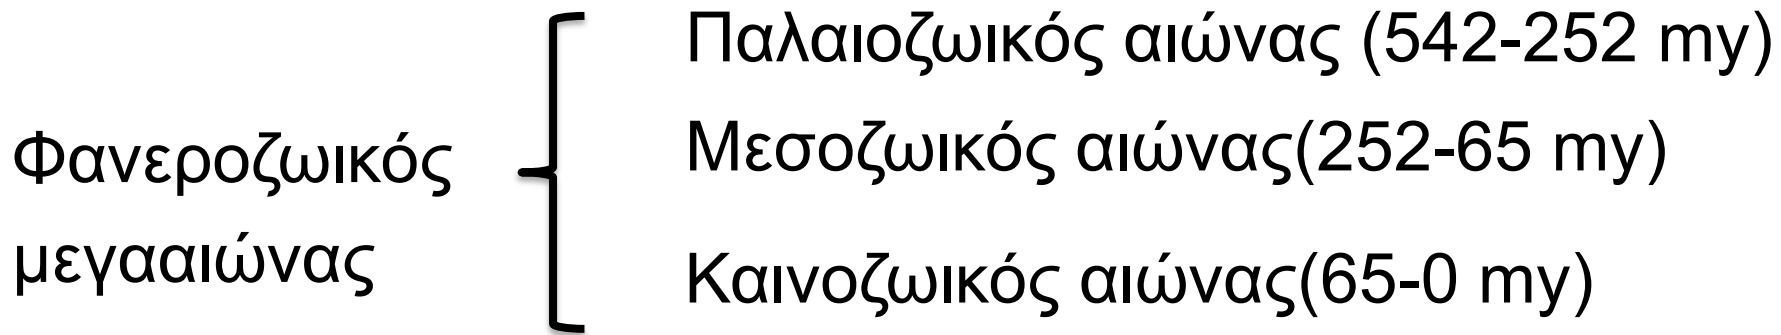 Φανεροζωικός
μεγααιώνας
Παλαιοζωικός αιώνας (542-252 my)
Μεσοζωικός αιώνας(252-65 my)
Καινοζωικός αιώνας(65-0 my)